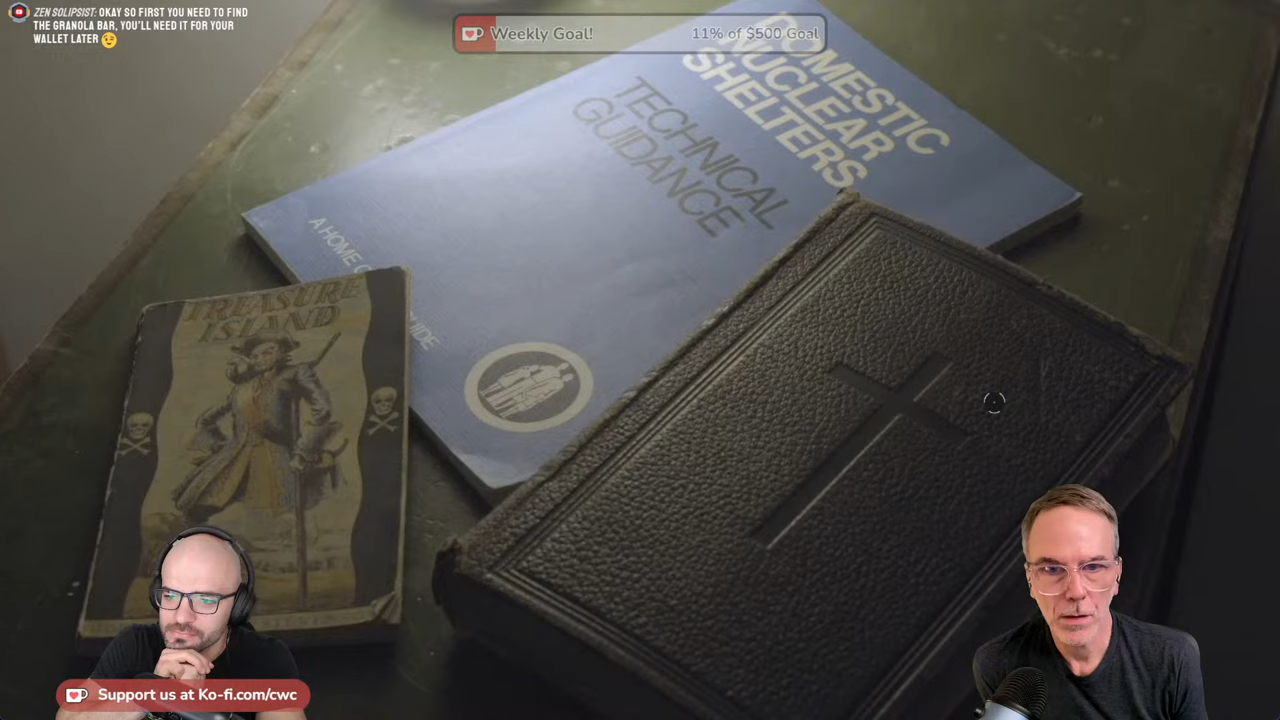 ZEN SOLIPSIST: OKAY SO FIRST YOU NEED TO FIND
THE GRANOLA BAR, YOU'LL NEED IT FOR YOUR
WALLET LATER 😉
Weekly Goal! 11% of $500 Goal
DOMESTIC
NUCLEAR
SHELTERS
TECHNICAL
GUIDANCE
A HOME
TREASURE
ISLAND
Support us at Ko-fi.com/cwc